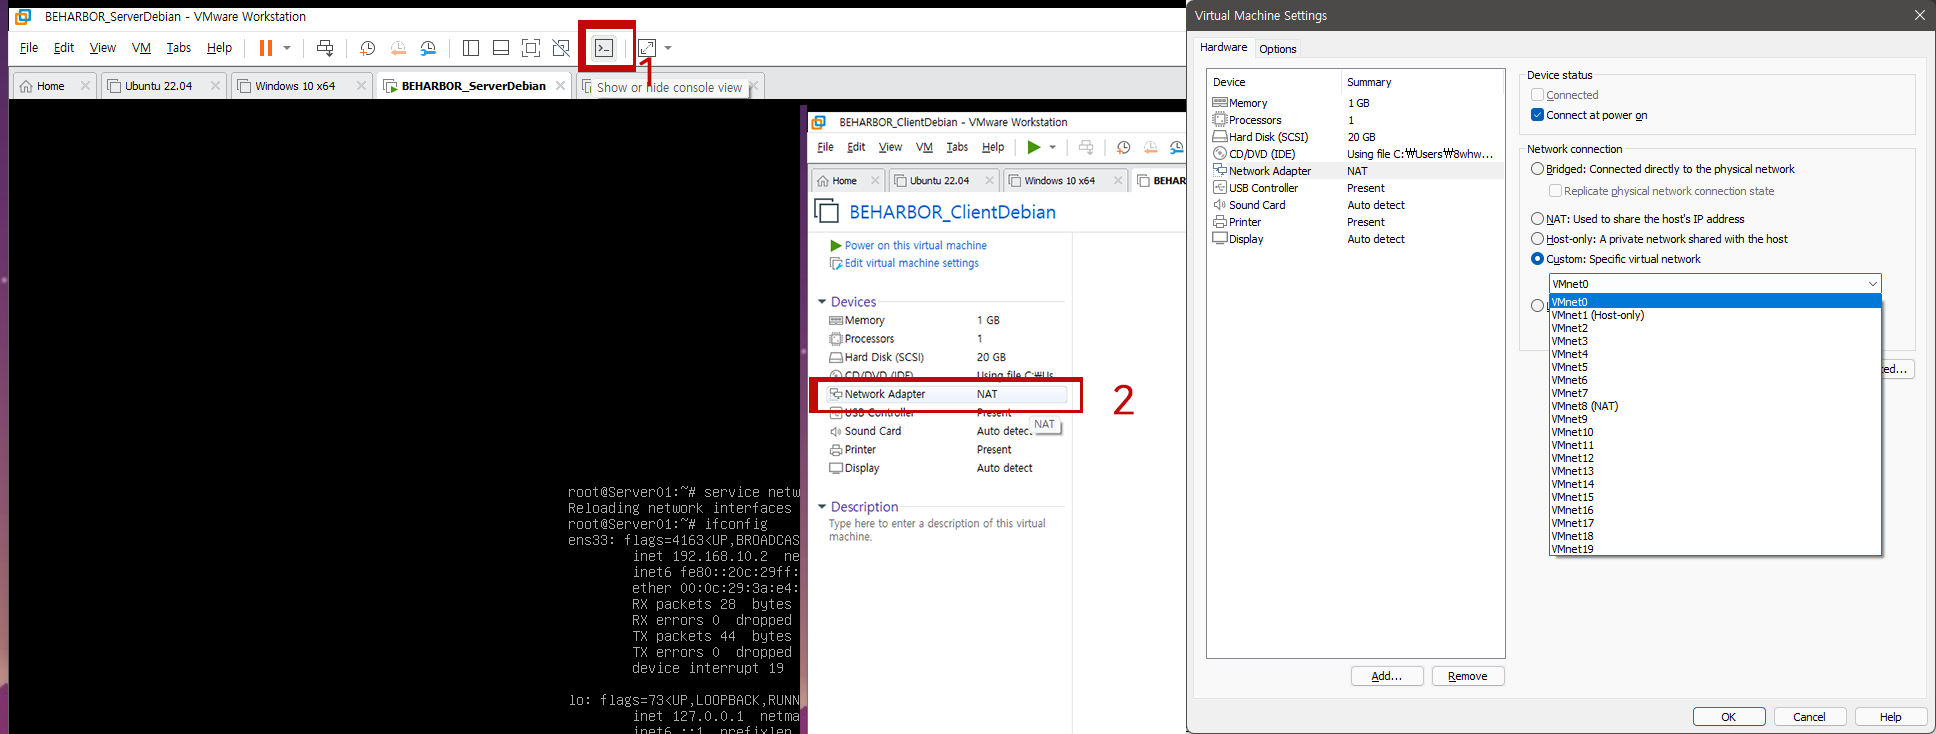 BEHARBOR_ServerDebian - VMware Workstation
File Edit View VM Tabs Help
1
Home Ubuntu 22.04 Windows 10 x64 BEHARBOR_ServerDebian
Show or hide console view
root@Server01:~# service netw
Reloading network interfaces
root@Server01:~# ifconfig
ens33: flags=4163<UP,BROADCAS
inet 192.168.10.2 ne
inet6 fe80::20c:29ff:
ether 00:0c:29:3a:e4:
RX packets 28 bytes
RX errors 0 dropped
TX packets 44 bytes
TX errors 0 dropped
device interrupt 19
lo: flags=73<UP,LOOPBACK,RUNN
inet 127.0.0.1 netma
inet6 ::1 prefixlen
BEHARBOR_ClientDebian - VMware Workstation
File Edit View VM Tabs Help
Home Ubuntu 22.04 Windows 10 x64 BEHAR
BEHARBOR_ClientDebian
Power on this virtual machine
Edit virtual machine settings
Devices
Memory 1 GB
Processors 1
Hard Disk (SCSI) 20 GB
CD/DVD (IDE) Using file C:₩Us
Network Adapter NAT
2
USB Controller Present
NAT
Sound Card Auto detect
Printer Present
Display Auto detect
Description
Type here to enter a description of this virtual
machine.
Virtual Machine Settings
Hardware Options
Device Summary
Memory 1 GB
Processors 1
Hard Disk (SCSI) 20 GB
CD/DVD (IDE) Using file C:₩Users₩8whw...
Network Adapter NAT
USB Controller Present
Sound Card Auto detect
Printer Present
Display Auto detect
Add... Remove
Device status
Connected
Connect at power on
Network connection
Bridged: Connected directly to the physical network
Replicate physical network connection state
NAT: Used to share the host's IP address
Host-only: A private network shared with the host
Custom: Specific virtual network
VMnet0
VMnet0
VMnet1 (Host-only)
VMnet2
VMnet3
VMnet4
VMnet5
VMnet6
VMnet7
VMnet8 (NAT)
VMnet9
VMnet10
VMnet11
VMnet12
VMnet13
VMnet14
VMnet15
VMnet16
VMnet17
VMnet18
VMnet19
ed...
OK Cancel Help